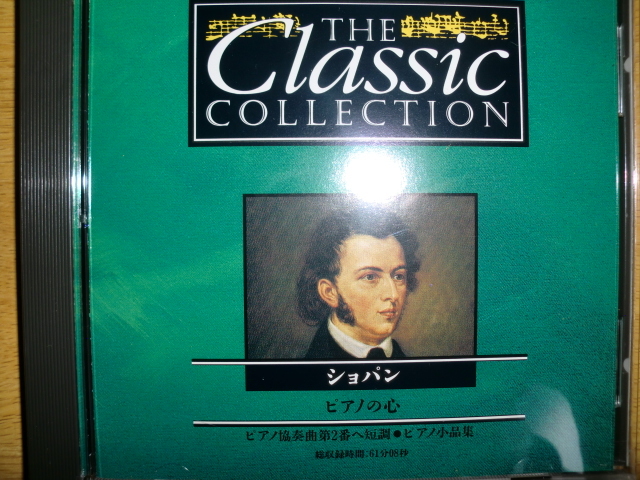 THE
Classic
COLLECTION
ショパン
ピアノの心
ピアノ協奏曲第2番ヘ短調●ピアノ小品集
総収録時間:61分08秒